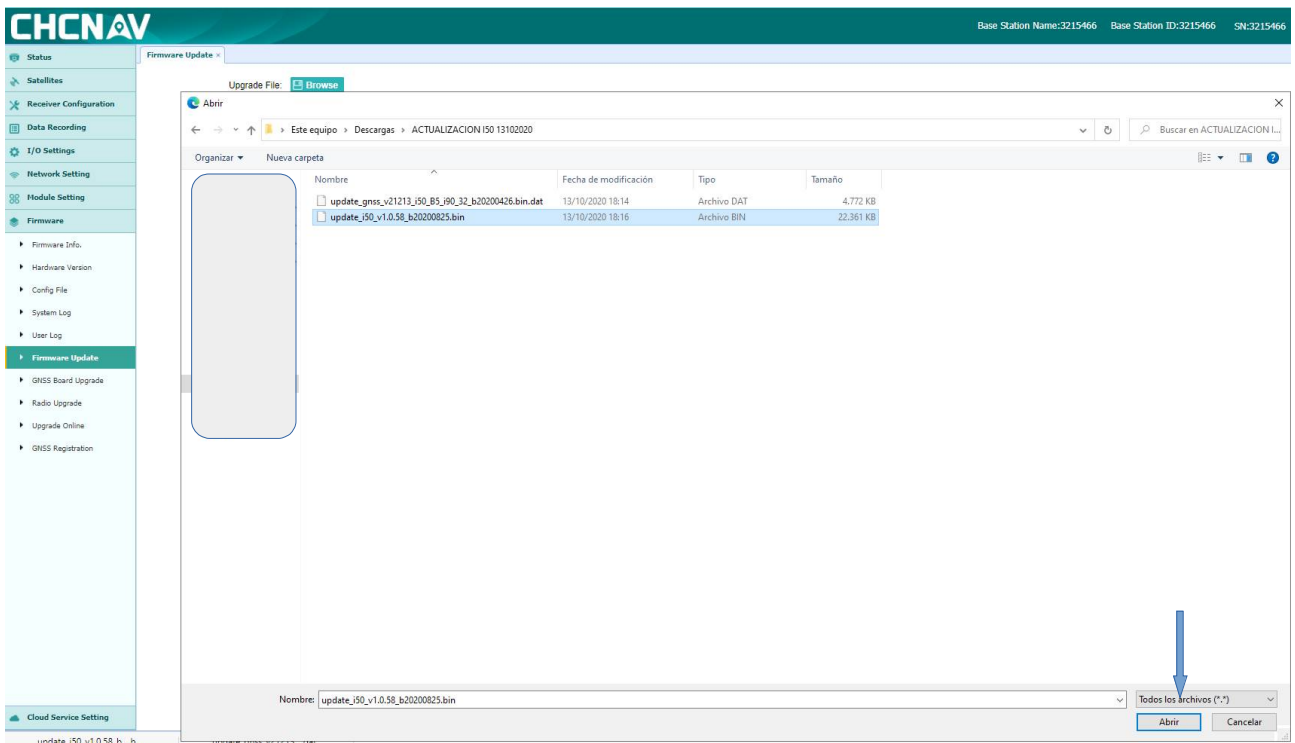 CHCNAV
Base Station Name:3215466 Base Station ID:3215466 SN:3215466
Status
Firmware Update ×
Satellites
Upgrade File: Browse
Receiver Configuration
Abrir
Data Recording
Este equipo > Descargas > ACTUALIZACION I50 13102020
Buscar en ACTUALIZACION I...
I/O Settings
Organizar Nueva carpeta
Network Setting
Nombre Fecha de modificación Tipo Tamaño
Module Setting
update_gnss_v21213_i50_B5_i90_32_b20200426.bin.dat 13/10/2020 18:14 Archivo DAT 4.772 KB
Firmware
update_i50_v1.0.58_b20200825.bin 13/10/2020 18:16 Archivo BIN 22.361 KB
Firmware Info.
Hardware Version
Config File
System Log
User Log
Firmware Update
GNSS Board Upgrade
Radio Upgrade
Upgrade Online
GNSS Registration
Nombre: update_i50_v1.0.58_b20200825.bin
Todos los archivos (*.*)
Cloud Service Setting
Abrir Cancelar